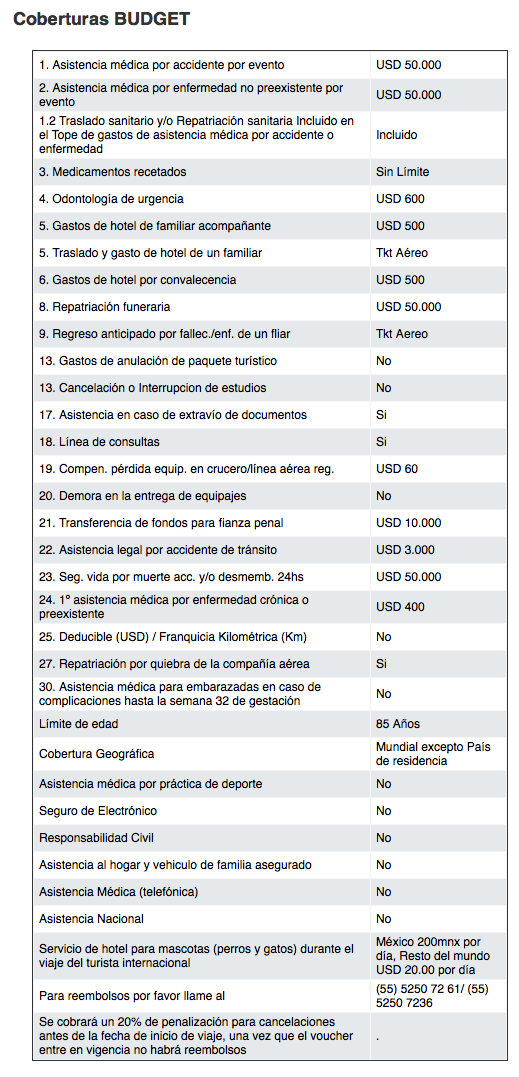 Coberturas BUDGET
1. Asistencia médica por accidente por evento USD 50.000
2. Asistencia médica por enfermedad no preexistente por
evento USD 50.000
1.2 Traslado sanitario y/o Repatriación sanitaria Incluido en
el Tope de gastos de asistencia médica por accidente o
enfermedad Incluido
3. Medicamentos recetados Sin Límite
4. Odontología de urgencia USD 600
5. Gastos de hotel de familiar acompañante USD 500
5. Traslado y gasto de hotel de un familiar Tkt Aéreo
6. Gastos de hotel por convalecencia USD 500
8. Repatriación funeraria USD 50.000
9. Regreso anticipado por fallec./enf. de un fliar Tkt Aereo
13. Gastos de anulación de paquete turístico No
13. Cancelación o Interrupcion de estudios No
17. Asistencia en caso de extravío de documentos Si
18. Línea de consultas Si
19. Compen. pérdida equip. en crucero/línea aérea reg. USD 60
20. Demora en la entrega de equipajes No
21. Transferencia de fondos para fianza penal USD 10.000
22. Asistencia legal por accidente de tránsito USD 3.000
23. Seg. vida por muerte acc. y/o desmemb. 24hs USD 50.000
24. 1º asistencia médica por enfermedad crónica o
preexistente USD 400
25. Deducible (USD) / Franquicia Kilométrica (Km) No
27. Repatriación por quiebra de la compañía aérea Si
30. Asistencia médica para embarazadas en caso de
complicaciones hasta la semana 32 de gestación No
Límite de edad 85 Años
Cobertura Geográfica Mundial excepto País
de residencia
Asistencia médica por práctica de deporte No
Seguro de Electrónico No
Responsabilidad Civil No
Asistencia al hogar y vehiculo de familia asegurado No
Asistencia Médica (telefónica) No
Asistencia Nacional No
Servicio de hotel para mascotas (perros y gatos) durante el
viaje del turista internacional México 200mnx por
día, Resto del mundo
USD 20.00 por día
Para reembolsos por favor llame al (55) 5250 72 61/ (55)
5250 7236
Se cobrará un 20% de penalización para cancelaciones
antes de la fecha de inicio de viaje, una vez que el voucher
entre en vigencia no habrá reembolsos .